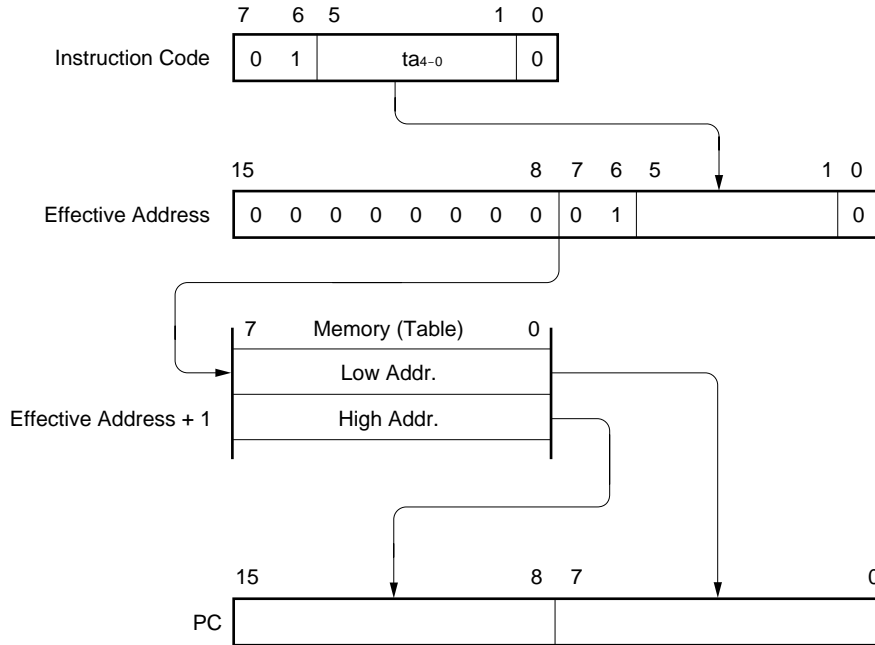 7 6 5 1 0
Instruction Code 0 1 ta4−0 0
15 8 7 6 5 1 0
Effective Address 0 0 0 0 0 0 0 0 0 1 0
7 Memory (Table) 0
Low Addr.
Effective Address + 1 High Addr.
15 8 7 0
PC